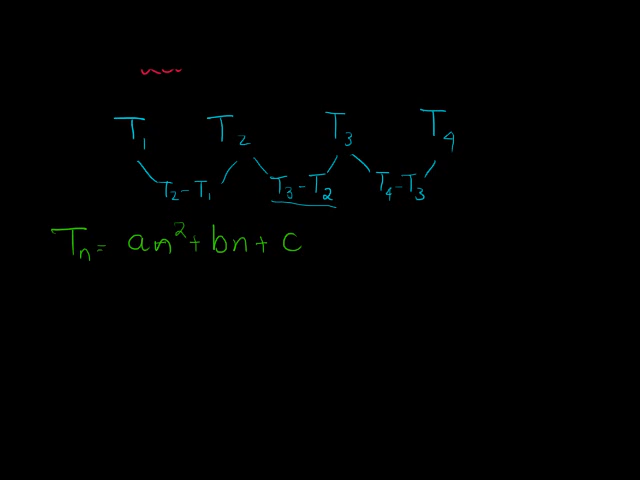 T₁ T₂ T₃ T₄
T₂-T₁ T₃-T₂ T₄-T₃
Tₙ = an² + bn + c